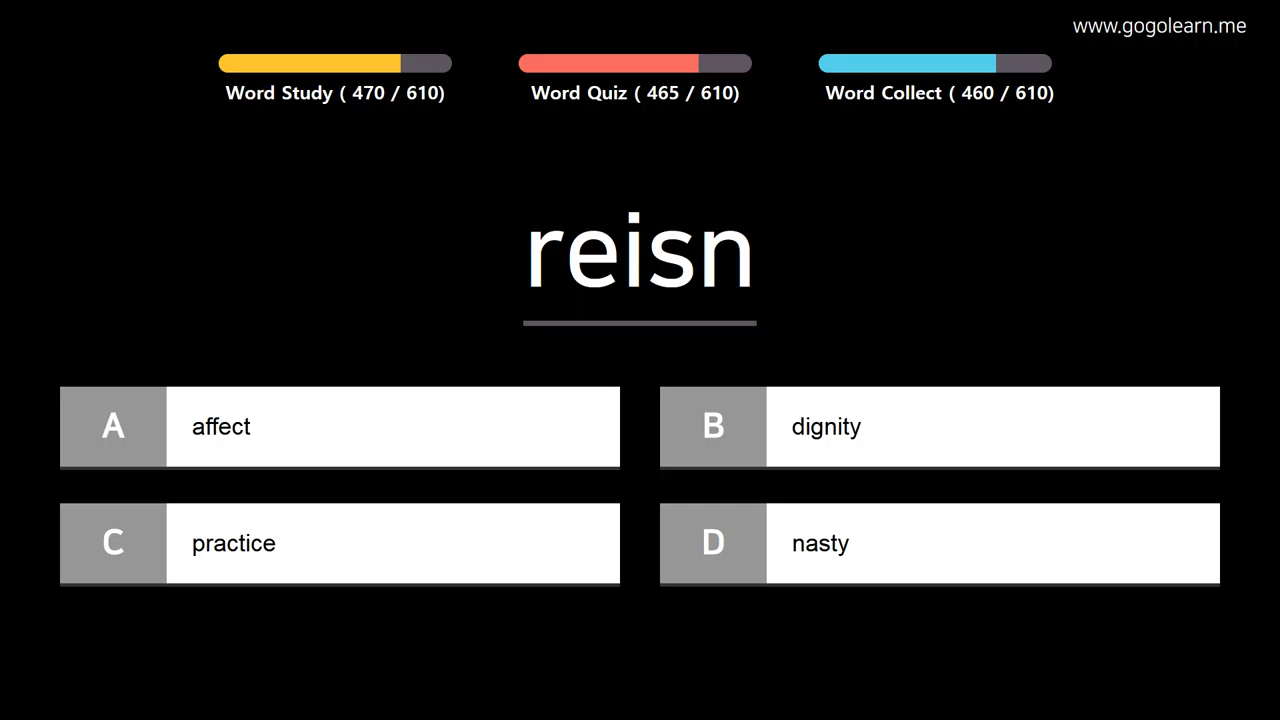 www.gogolearn.me
Word Study ( 470 / 610)
Word Quiz ( 465 / 610)
Word Collect ( 460 / 610)
reisn
A affect
B dignity
C practice
D nasty